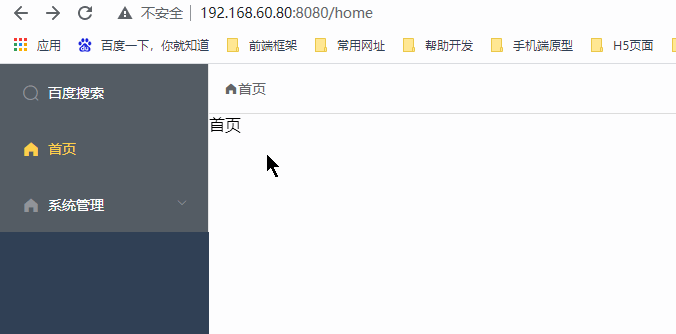 不安全 192.168.60.80:8080/home
应用 百度一下，你就知道 前端框架 常用网址 帮助开发 手机端原型 H5页面
百度搜索
首页
系统管理
首页
首页